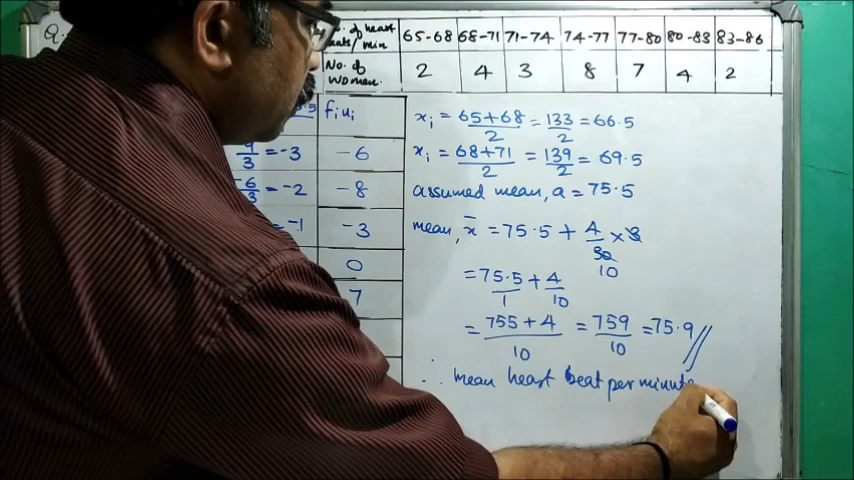 Q.
No. of heart beats/min 65-68 68-71 71-74 74-77 77-80 80-83 83-86
No. of women. 2 4 3 8 7 4 2
fiui
/3 = -3 -6
-6/3 = -2 -8
= -1 -3
0
7
xi = 65+68/2 = 133/2 = 66.5
xi = 68+71/2 = 139/2 = 69.5
assumed mean, a = 75.5
mean, x̄ = 75.5 + 4/30 × 3
10
= 75.5/1 + 4/10
= 755+4/10 = 759/10 = 75.9//
∴ mean heart beat per minute